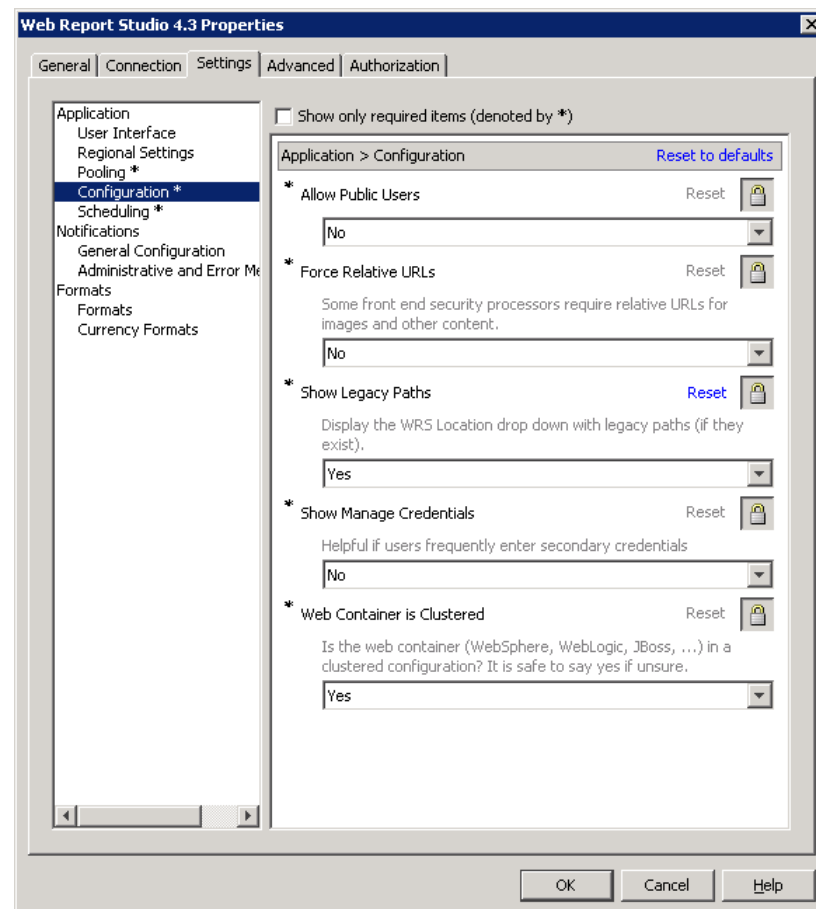 Web Report Studio 4.3 Properties
General Connection Settings Advanced Authorization
Application
User Interface
Regional Settings
Pooling *
Configuration *
Scheduling *
Notifications
General Configuration
Administrative and Error Me
Formats
Formats
Currency Formats
Show only required items (denoted by *)
Application > Configuration Reset to defaults
* Allow Public Users Reset
No
* Force Relative URLs Reset
Some front end security processors require relative URLs for
images and other content.
No
* Show Legacy Paths Reset
Display the WRS Location drop down with legacy paths (if they
exist).
Yes
* Show Manage Credentials Reset
Helpful if users frequently enter secondary credentials
No
* Web Container is Clustered Reset
Is the web container (WebSphere, WebLogic, JBoss, ...) in a
clustered configuration? It is safe to say yes if unsure.
Yes
OK Cancel Help